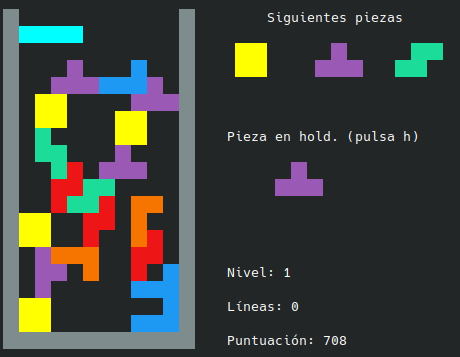 Siguientes piezas
Pieza en hold. (pulsa h)
Nivel: 1
Líneas: 0
Puntuación: 708